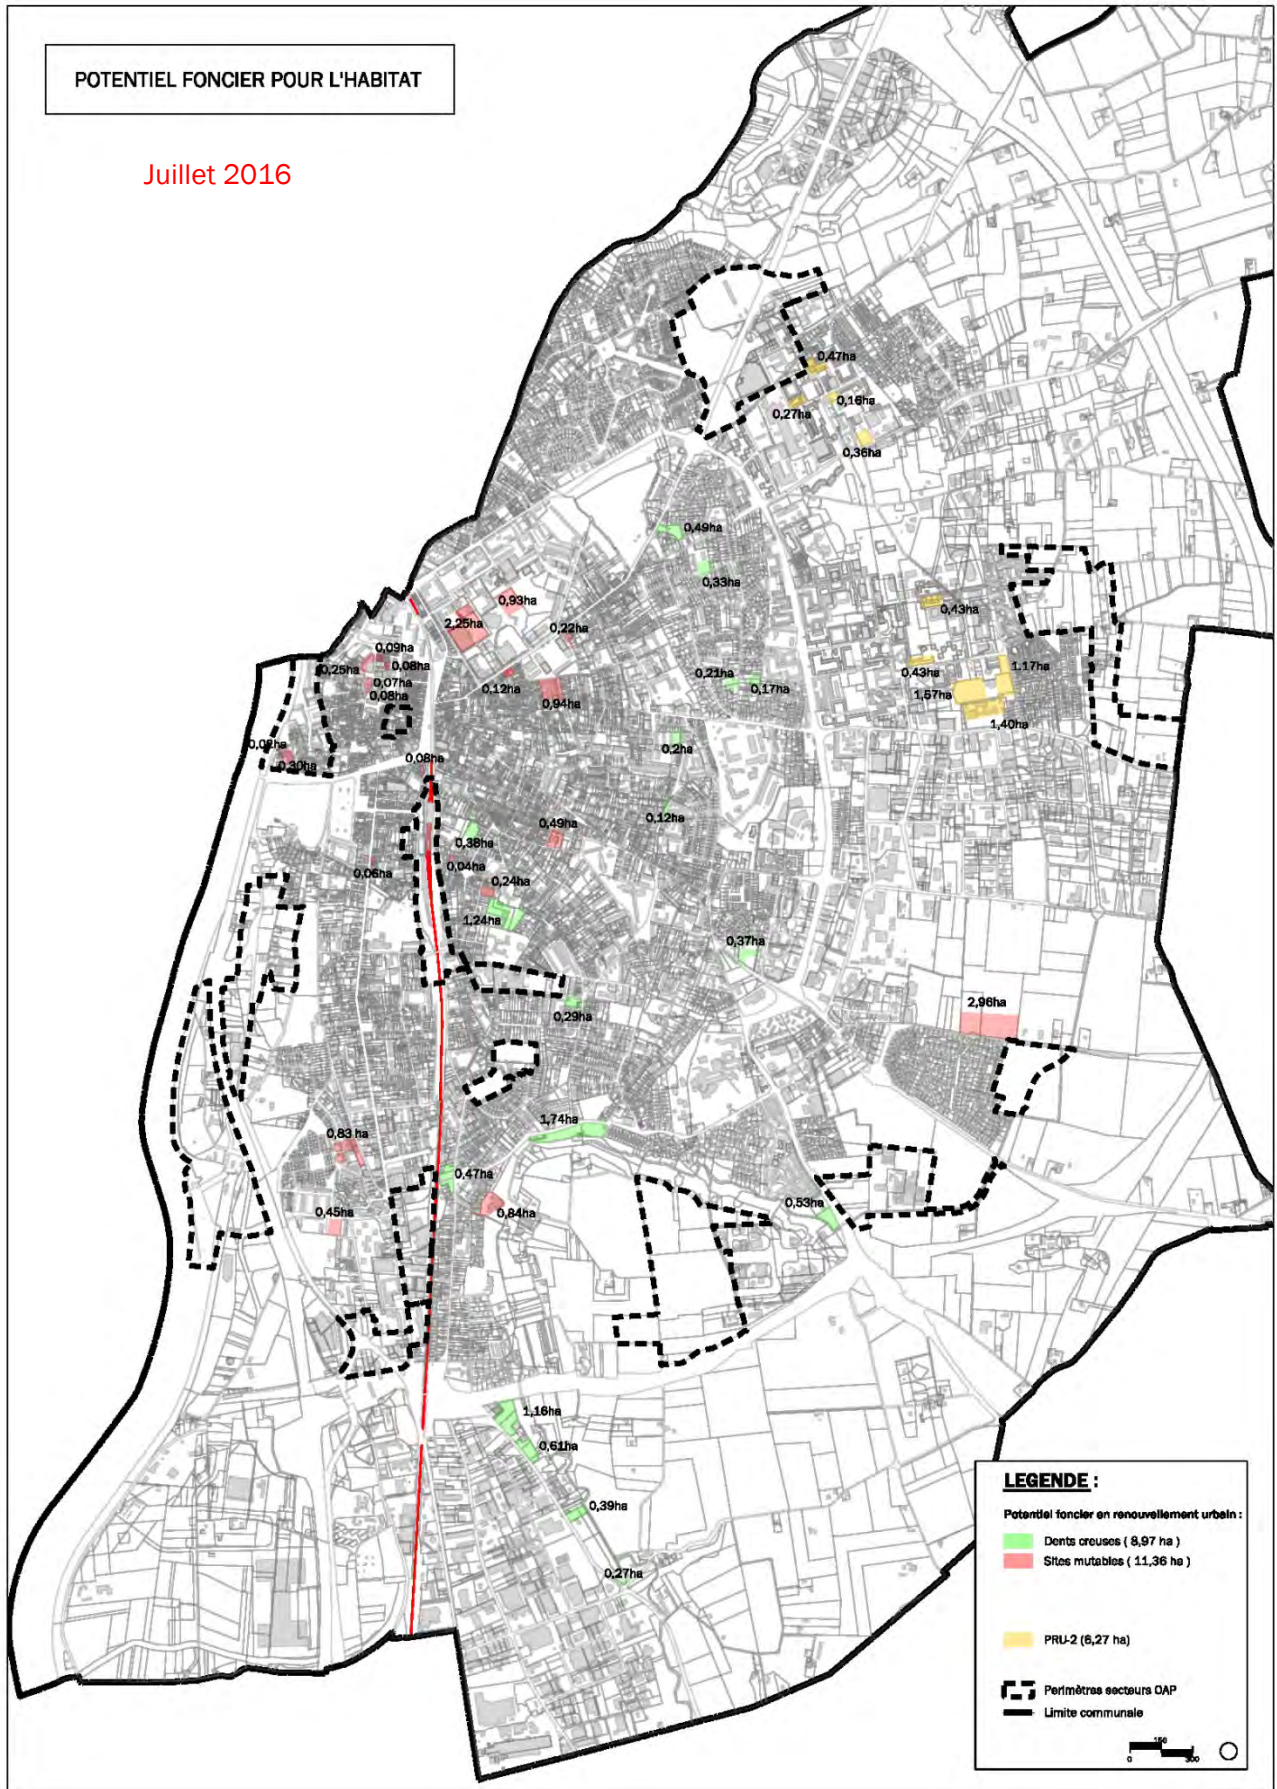 POTENTIEL FONCIER POUR L'HABITAT
Juillet 2016
0,47ha
0,16ha
0,27ha
0,36ha
0,49ha
0,33ha
0,93ha
2,25ha
0,22ha
0,43ha
0,09ha
0,25ha
0,08ha
0,07ha
0,08ha
0,12ha
0,94ha
0,21ha
0,17ha
0,43ha
1.17ha
1,57ha
1,40ha
0,2ha
0,30ha
0,08ha
0,12ha
0,49ha
0,38ha
0,04ha
0,06ha
0,24ha
1,24ha
0,37ha
0,29ha
2,96ha
1,74ha
0,83 ha
0,47ha
0,84ha
0,45ha
0,53ha
1,16ha
0,61ha
0,39ha
0,27ha
LEGENDE :
Potentiel foncier en renouvellement urbain :
Dents creuses ( 8,97 ha )
Sites mutables ( 11,36 ha )
PRU-2 (6,27 ha)
Perimètres secteurs OAP
Limite communale
150
0
300